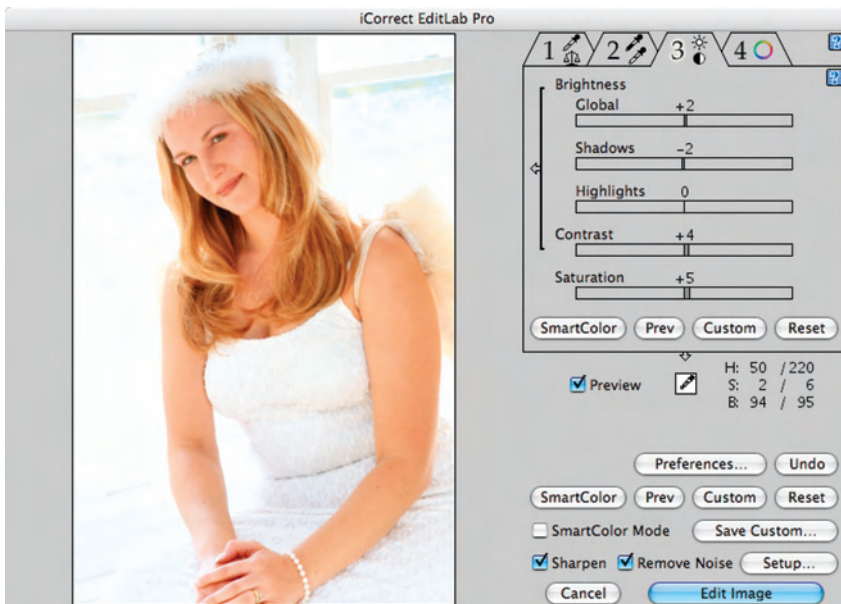 iCorrect EditLab Pro
1 2 3 4
Brightness
Global +2
Shadows −2
Highlights 0
Contrast +4
Saturation +5
SmartColor Prev Custom Reset
Preview
H: 50 / 220
S: 2 / 6
B: 94 / 95
Preferences... Undo
SmartColor Prev Custom Reset
SmartColor Mode Save Custom...
Sharpen Remove Noise Setup...
Cancel Edit Image